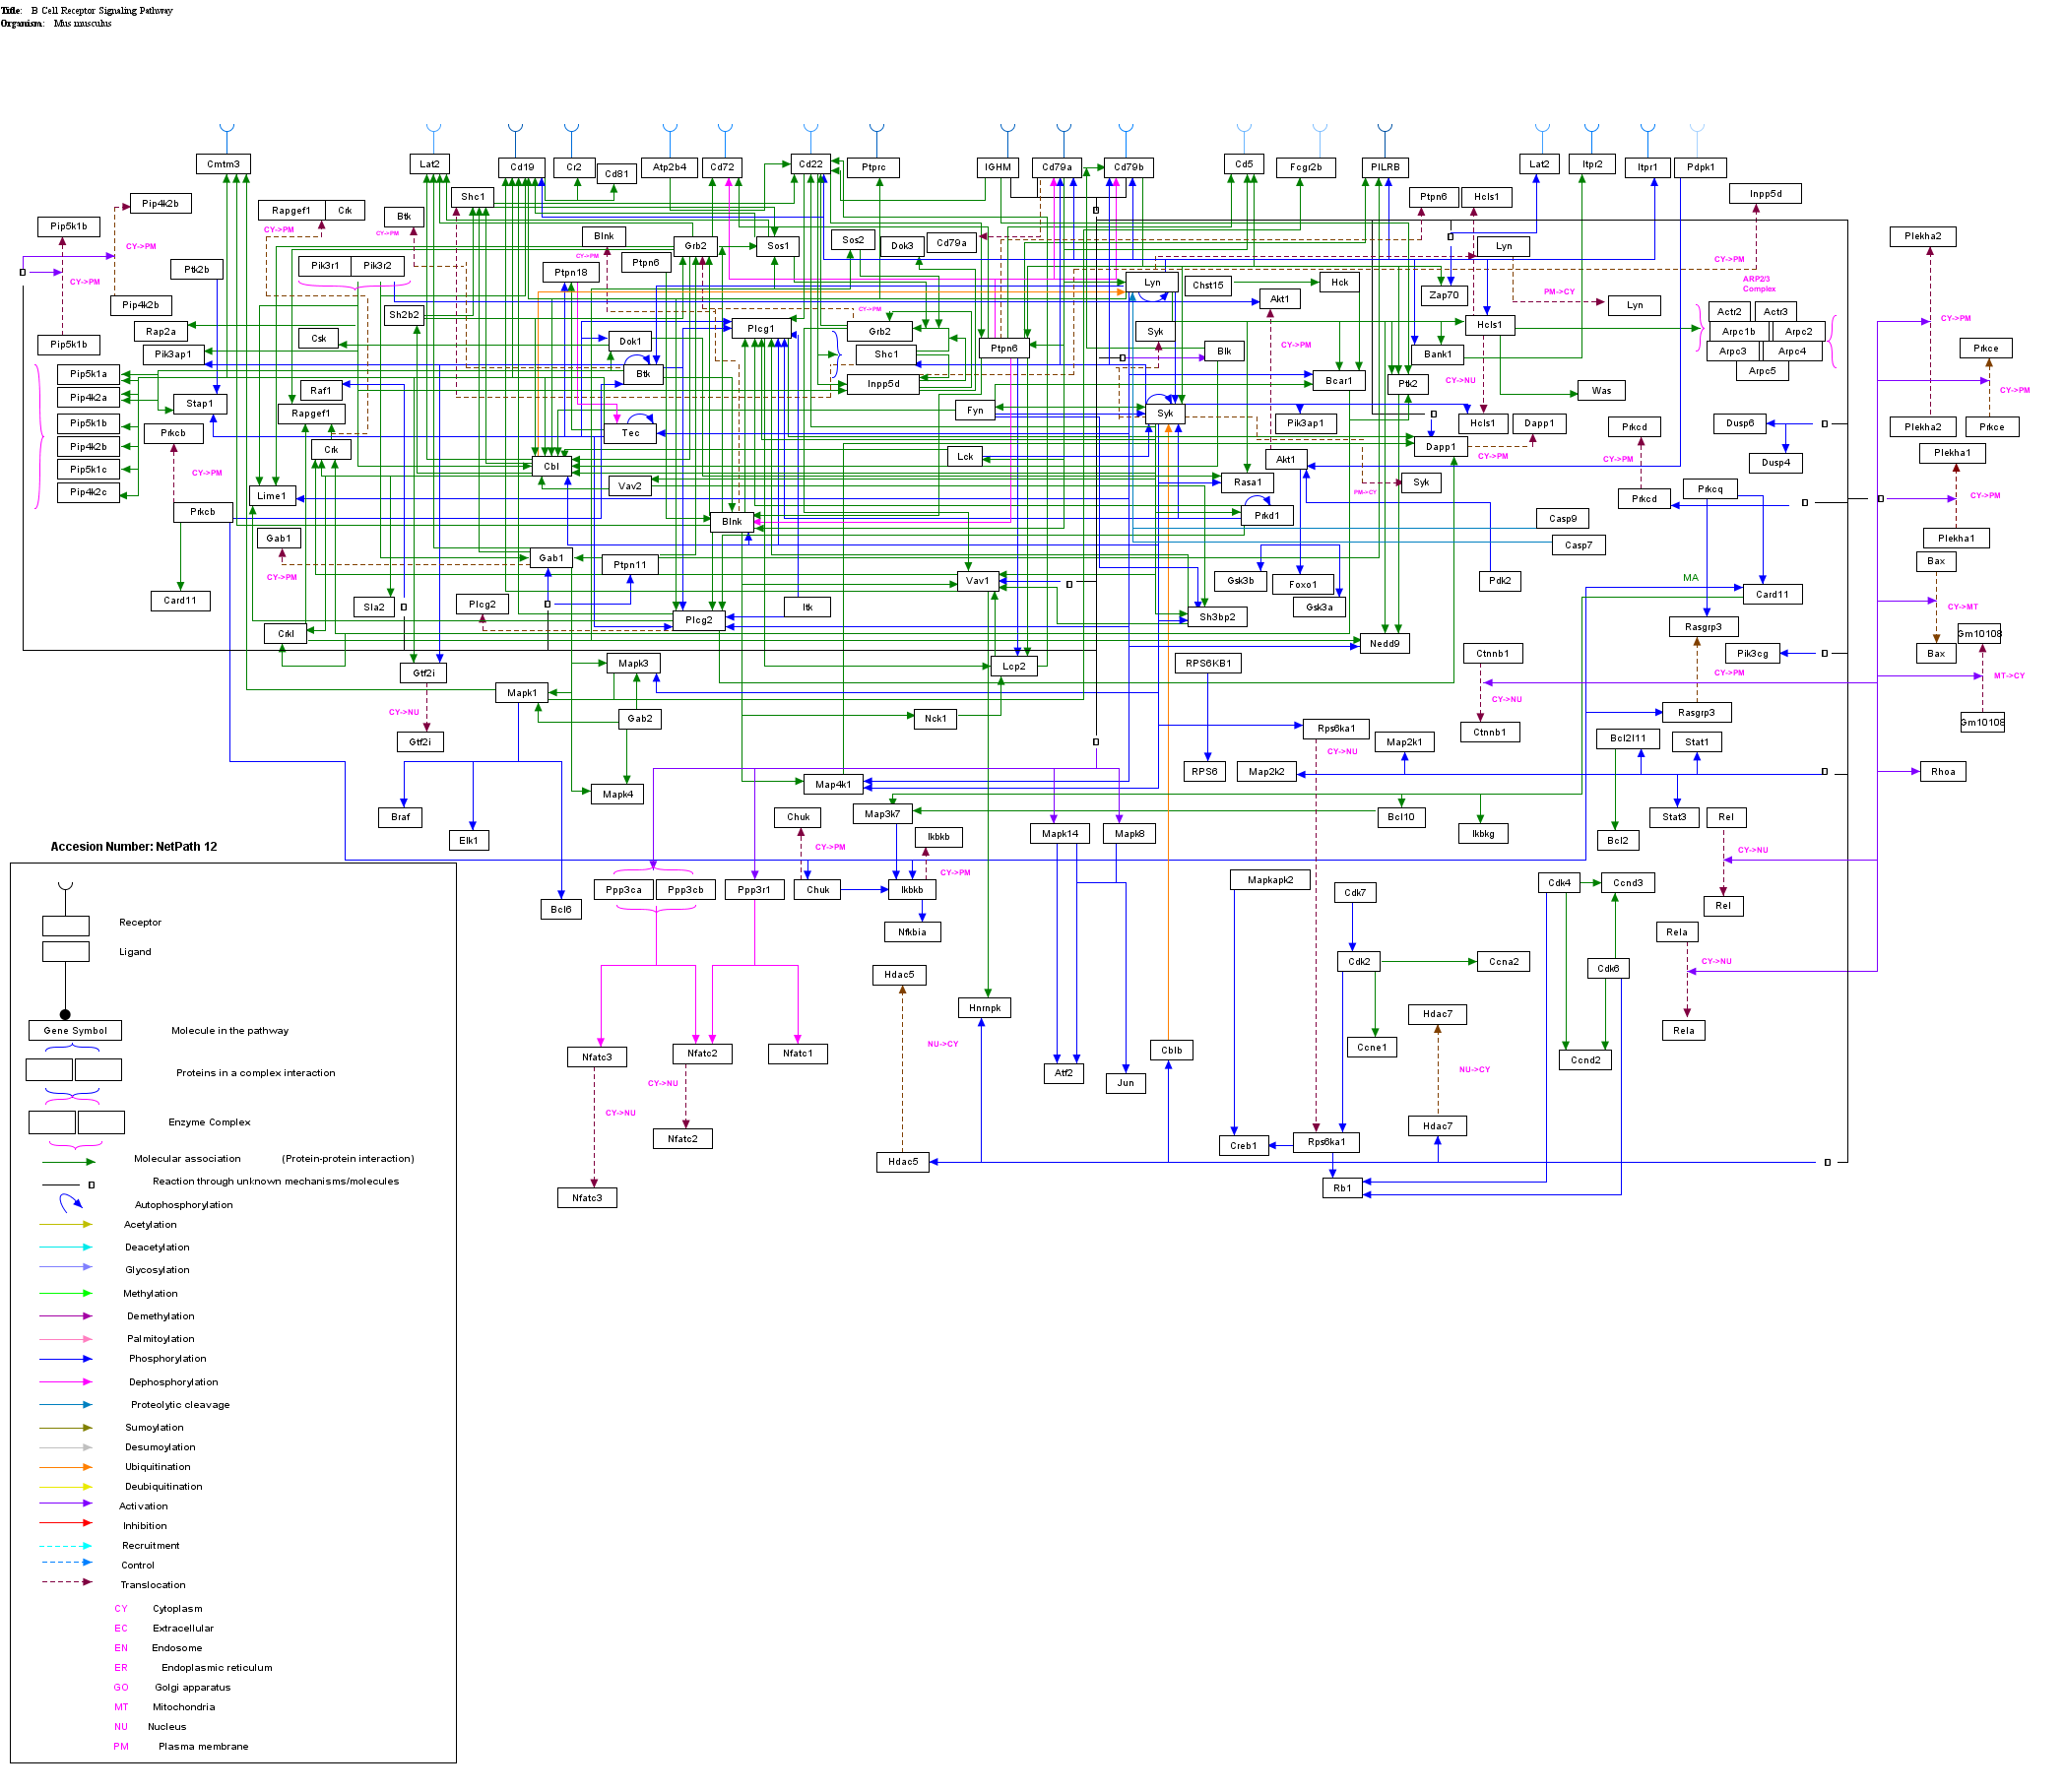 Title: B Cell Receptor Signaling Pathway
Organism: Mus musculus
Cmtm3
Lat2
Cd19
Cr2
Cd81
Atp2b4
Cd72
Cd22
Ptprc
IGHM
Cd79a
Cd79b
Cd5
Fcgr2b
PILRB
Lat2
Itpr2
Itpr1
Pdpk1
Pip4k2b
Shc1
Ptpn6
Hcls1
Inpp5d
Pip5k1b
Rapgef1
Crk
Btk
Blnk
Grb2
Sos1
Sos2
Dok3
Cd79a
Lyn
Plekha2
CY->PM
CY->PM
CY->PM
CY->PM
CY->PM
CY->PM
Ptk2b
Pik3r1
Pik3r2
Ptpn18
Ptpn6
Lyn
Chst15
Hck
Zap70
PM->CY
ARP2/3
Complex
CY->PM
Pip4k2b
Sh2b2
CY->PM
Akt1
Lyn
Actr2
Actr3
CY->PM
Rap2a
Csk
Dok1
Plcg1
Grb2
Syk
Hcls1
Arpc1b
Arpc2
Pip5k1b
Pik3ap1
Shc1
Ptpn6
Blk
CY->PM
Bank1
Arpc3
Arpc4
Prkce
Pip5k1a
Btk
Inpp5d
Bcar1
Ptk2
CY->NU
Arpc5
CY->PM
Pip4k2a
Raf1
Stap1
Rapgef1
Fyn
Syk
Was
Pip5k1b
Prkcb
Tec
Pik3ap1
Hcls1
Dapp1
Prkcd
Dusp6
Plekha2
Prkce
Pip4k2b
Crk
Dapp1
CY->PM
CY->PM
Plekha1
Pip5k1c
CY->PM
Cbl
Lck
Akt1
Dusp4
Pip4k2c
Lime1
Vav2
Rasa1
PM->CY
Syk
Prkcd
Prkcq
CY->PM
Prkcb
Blnk
Prkd1
Casp9
Gab1
Casp7
Plekha1
CY->PM
Gab1
Ptpn11
Bax
Card11
Sla2
Plcg2
Itk
Vav1
Gsk3b
Foxo1
Gsk3a
Pdk2
MA
Card11
CY->MT
Crkl
Plcg2
Sh3bp2
Rasgrp3
Gm10108
Gtf2i
Mapk3
Lcp2
RPS6KB1
Nedd9
Ctnnb1
Pik3cg
Bax
Mapk1
CY->PM
MT->CY
CY->NU
Gab2
Nck1
CY->NU
Rasgrp3
Gm10108
Gtf2i
Rps6ka1
Ctnnb1
CY->NU
Map2k1
Bcl2l11
Stat1
RPS6
Map2k2
Rhoa
Mapk4
Map4k1
Braf
Map3k7
Bcl10
Stat3
Rel
Elk1
Chuk
Ikbkb
Mapk14
Mapk8
Ikbkg
Bcl2
CY->PM
CY->NU
CY->PM
Ppp3ca
Ppp3cb
Ppp3r1
Chuk
Ikbkb
Mapkapk2
Cdk7
Cdk4
Ccnd3
Bcl6
Rel
Nfkbia
Rela
Cdk2
Ccna2
Cdk6
CY->NU
Hdac5
Hnrnpk
Hdac7
Rela
NU->CY
Cblb
Ccne1
Nfatc3
Nfatc2
Nfatc1
Ccnd2
Atf2
Jun
NU->CY
CY->NU
CY->NU
Hdac7
Nfatc2
Creb1
Rps6ka1
Hdac5
Nfatc3
Rb1
Accesion Number: NetPath 12
Receptor
Ligand
Gene Symbol
Molecule in the pathway
Proteins in a complex interaction
Enzyme Complex
Molecular association (Protein-protein interaction)
Reaction through unknown mechanisms/molecules
Autophosphorylation
Acetylation
Deacetylation
Glycosylation
Methylation
Demethylation
Palmitoylation
Phosphorylation
Dephosphorylation
Proteolytic cleavage
Sumoylation
Desumoylation
Ubiquitination
Deubiquitination
Activation
Inhibition
Recruitment
Control
Translocation
CY Cytoplasm
EC Extracellular
EN Endosome
ER Endoplasmic reticulum
GO Golgi apparatus
MT Mitochondria
NU Nucleus
PM Plasma membrane